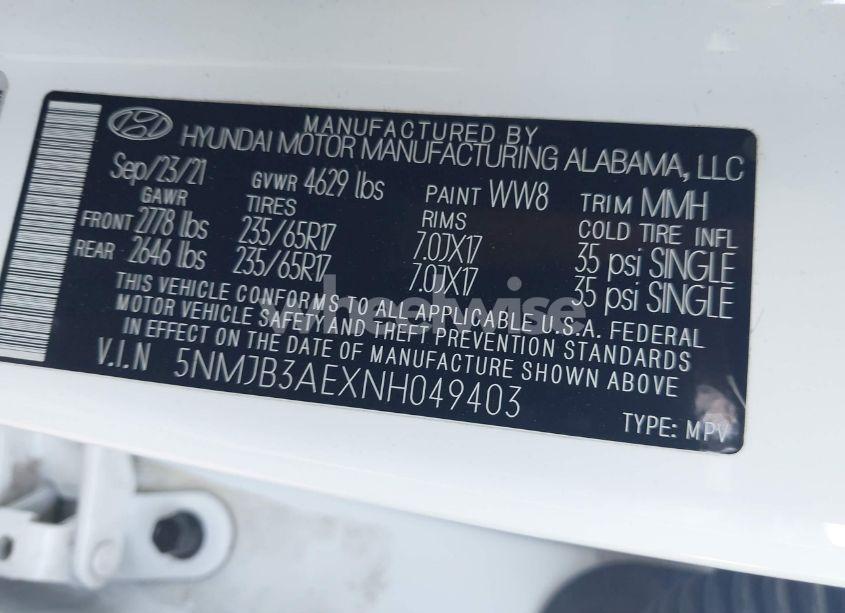 MANUFACTURED BY
HYUNDAI MOTOR MANUFACTURING ALABAMA, LLC
Sep/23/21 GVWR 4629 lbs PAINT WW8 TRIM MMH
GAWR TIRES RIMS COLD TIRE INFL
FRONT 2778 lbs 235/65R17 7.0JX17 35 psi SINGLE
REAR 2646 lbs 235/65R17 7.0JX17 35 psi SINGLE
THIS VEHICLE CONFORMS TO ALL APPLICABLE U.S.A. FEDERAL
MOTOR VEHICLE SAFETY AND THEFT PREVENTION STANDARDS
IN EFFECT ON THE DATE OF MANUFACTURE SHOWN ABOVE
V.I.N 5NMJB3AEXNH049403
TYPE: MPV
wheelwise